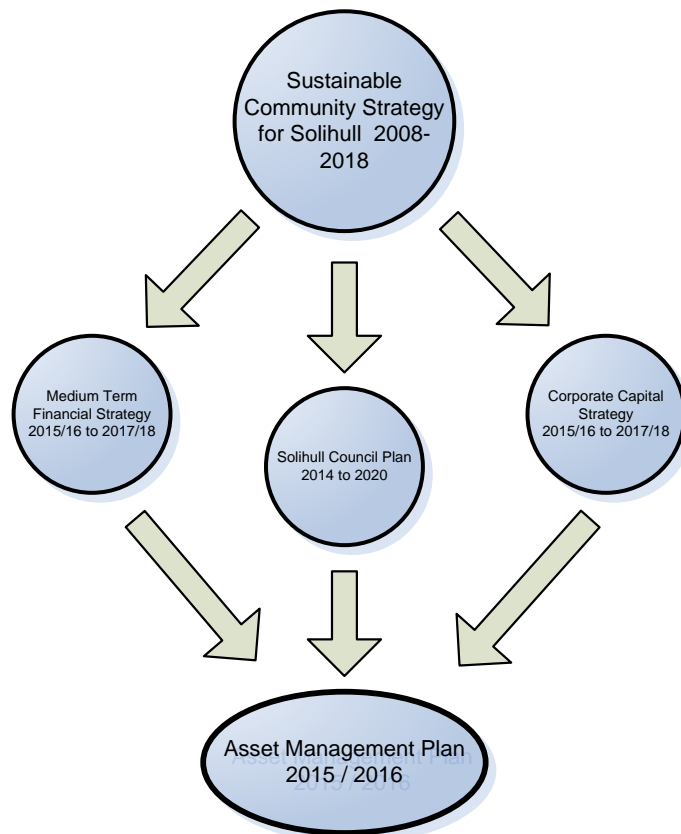 Sustainable
Community Strategy
for Solihull 2008-
2018
Medium Term
Financial Strategy
2015/16 to 2017/18
Solihull Council Plan
2014 to 2020
Corporate Capital
Strategy
2015/16 to 2017/18
Asset Management Plan
2015 / 2016